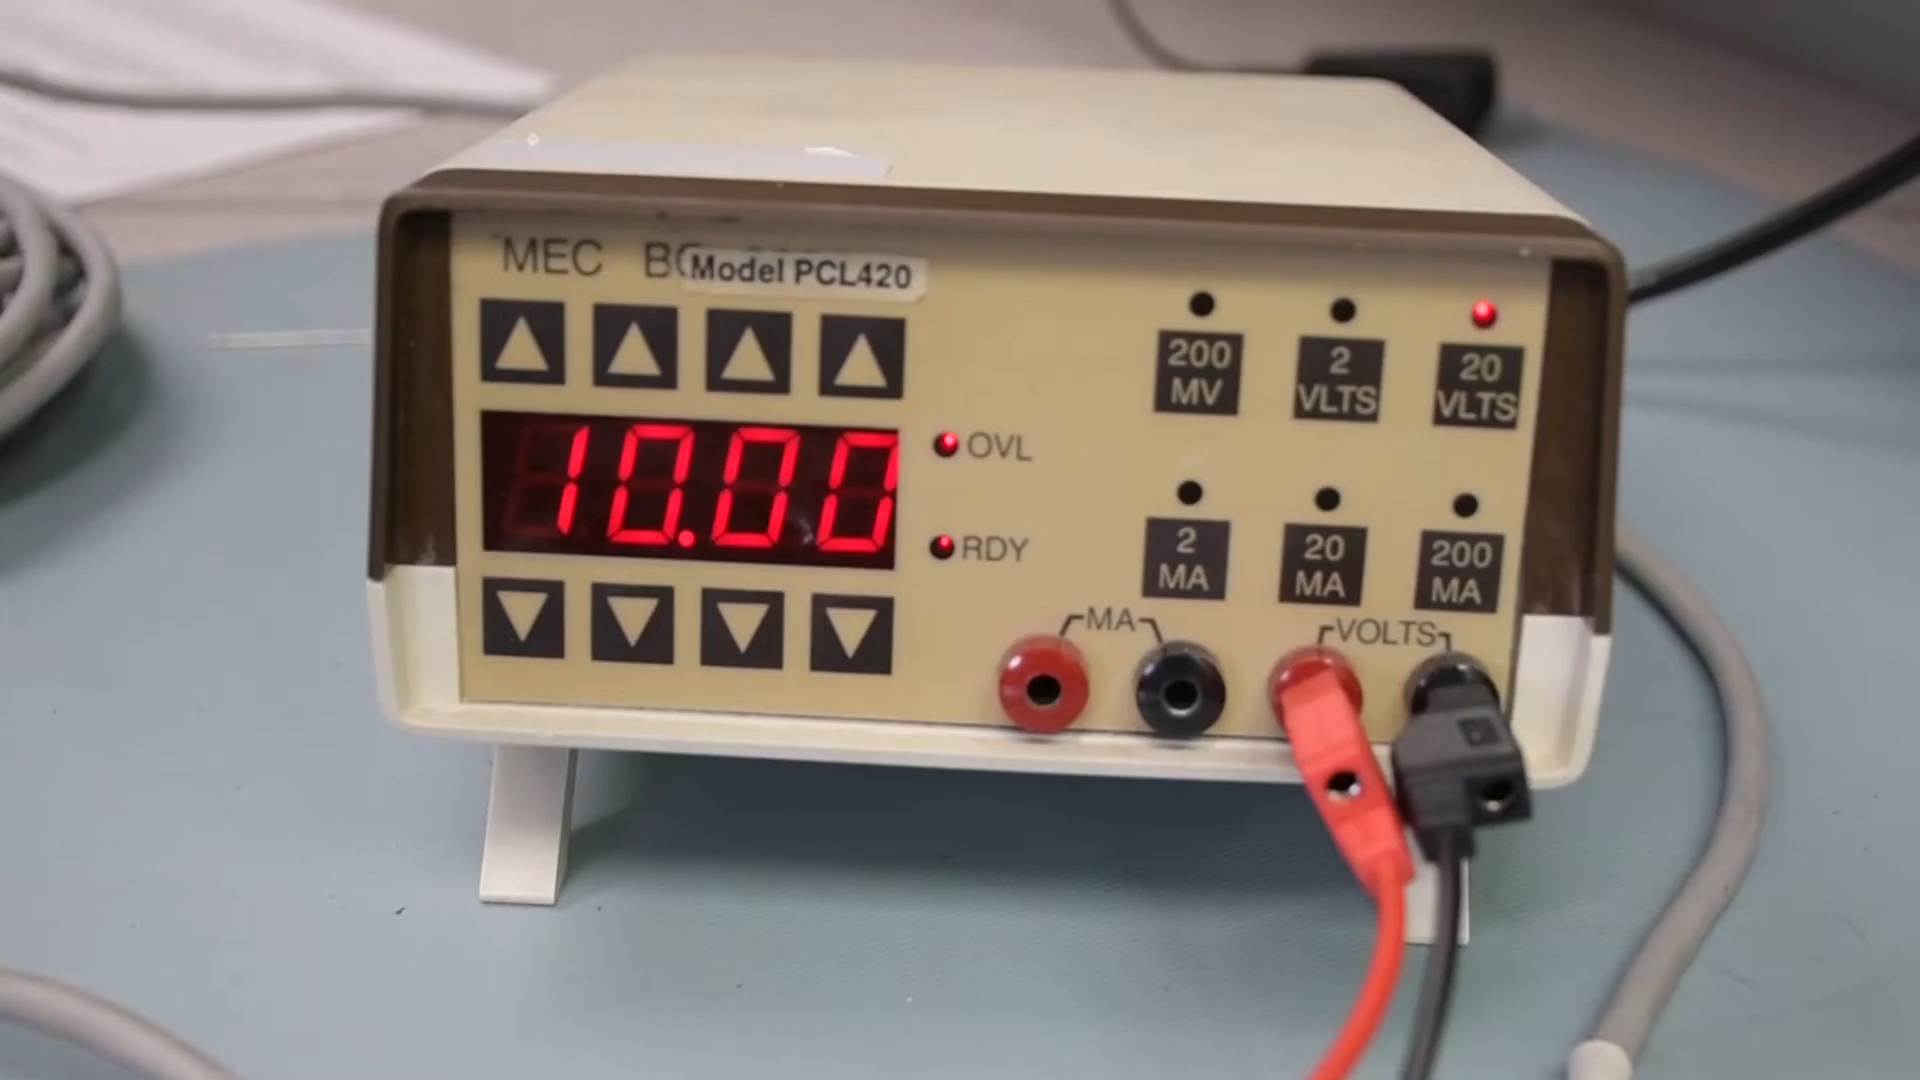 MEC
Model PCL420
10.00
OVL
RDY
200 MV
2 VLTS
20 VLTS
2 MA
20 MA
200 MA
MA
VOLTS